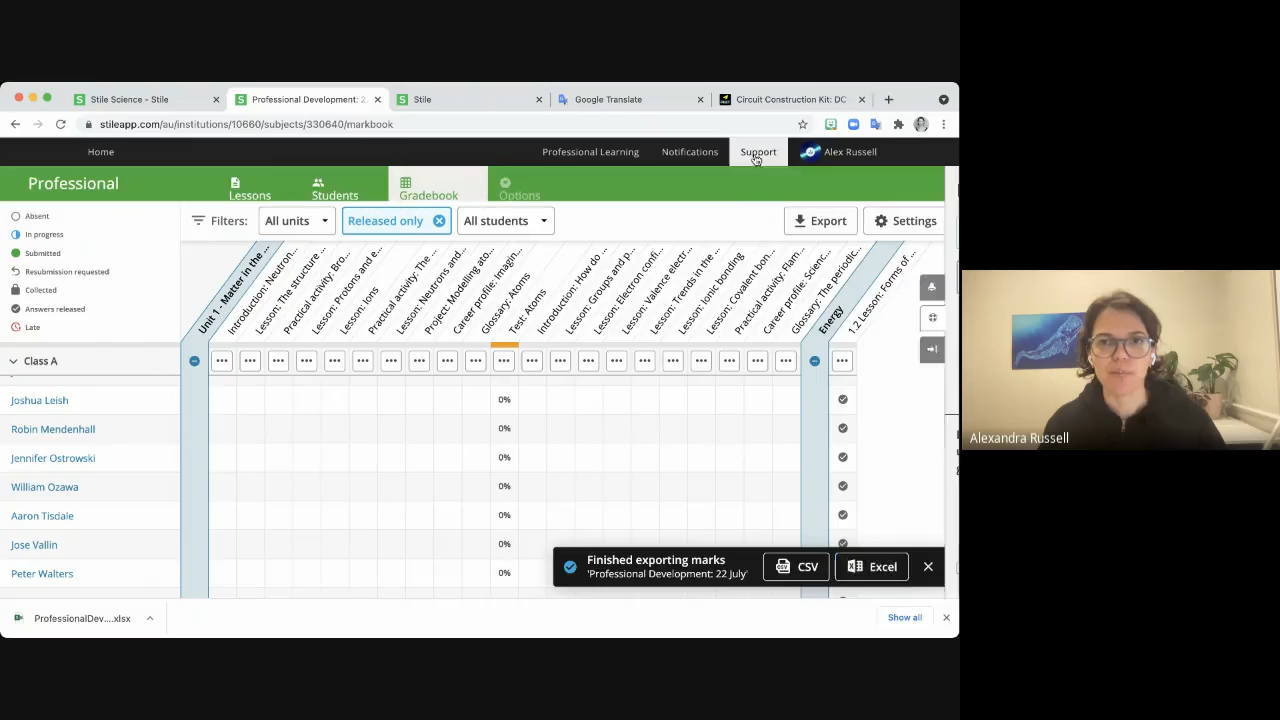 Stile Science - Stile
Professional Development: 2
Stile
Google Translate
Circuit Construction Kit: DC
stileapp.com/au/institutions/10660/subjects/330640/markbook
Home
Professional Learning
Notifications
Support
Alex Russell
Professional
Lessons
Students
Gradebook
Options
Absent
In progress
Submitted
Resubmission requested
Collected
Answers released
Late
Filters:
All units
Released only
All students
Export
Settings
Unit 1 - Matter in the ...
Introduction: Neutron...
Lesson: The structure ...
Practical activity: Bro...
Lesson: Protons and e...
Lesson: Ions
Practical activity: The ...
Lesson: Neutrons and...
Project: Modelling ato...
Career profile: Imagin...
Glossary: Atoms
Test: Atoms
Introduction: How do ...
Lesson: Groups and p...
Lesson: Electron confi...
Lesson: Valence electr...
Lesson: Trends in the ...
Lesson: Ionic bonding
Lesson: Covalent bon...
Practical activity: Flam...
Career profile: Scienc...
Glossary: The periodic...
Energy
1.2 Lesson: Forms of ...
Class A
Joshua Leish
0%
Robin Mendenhall
0%
Jennifer Ostrowski
0%
William Ozawa
0%
Aaron Tisdale
0%
Jose Vallin
0%
Peter Walters
0%
Finished exporting marks
'Professional Development: 22 July'
CSV
Excel
ProfessionalDev....xlsx
Show all
Alexandra Russell